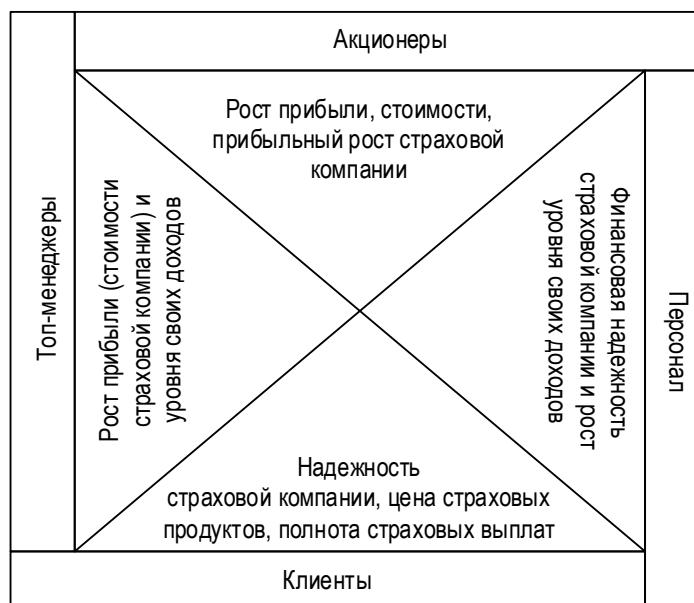 Акционеры
Рост прибыли, стоимости,
прибыльный рост страховой
компании
Топ-менеджеры
Рост прибыли (стоимости
страховой компании) и
уровня своих доходов
Финансовая надежность
страховой компании и рост
уровня своих доходов
Персонал
Надежность
страховой компании, цена страховых
продуктов, полнота страховых выплат
Клиенты